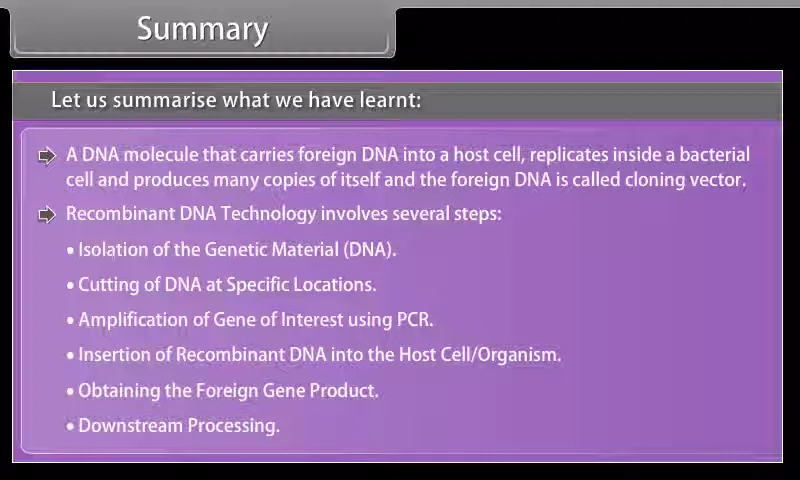 Summary
Let us summarise what we have learnt:
A DNA molecule that carries foreign DNA into a host cell, replicates inside a bacterial
cell and produces many copies of itself and the foreign DNA is called cloning vector.
Recombinant DNA Technology involves several steps:
• Isolation of the Genetic Material (DNA).
• Cutting of DNA at Specific Locations.
• Amplification of Gene of Interest using PCR.
• Insertion of Recombinant DNA into the Host Cell/Organism.
• Obtaining the Foreign Gene Product.
• Downstream Processing.